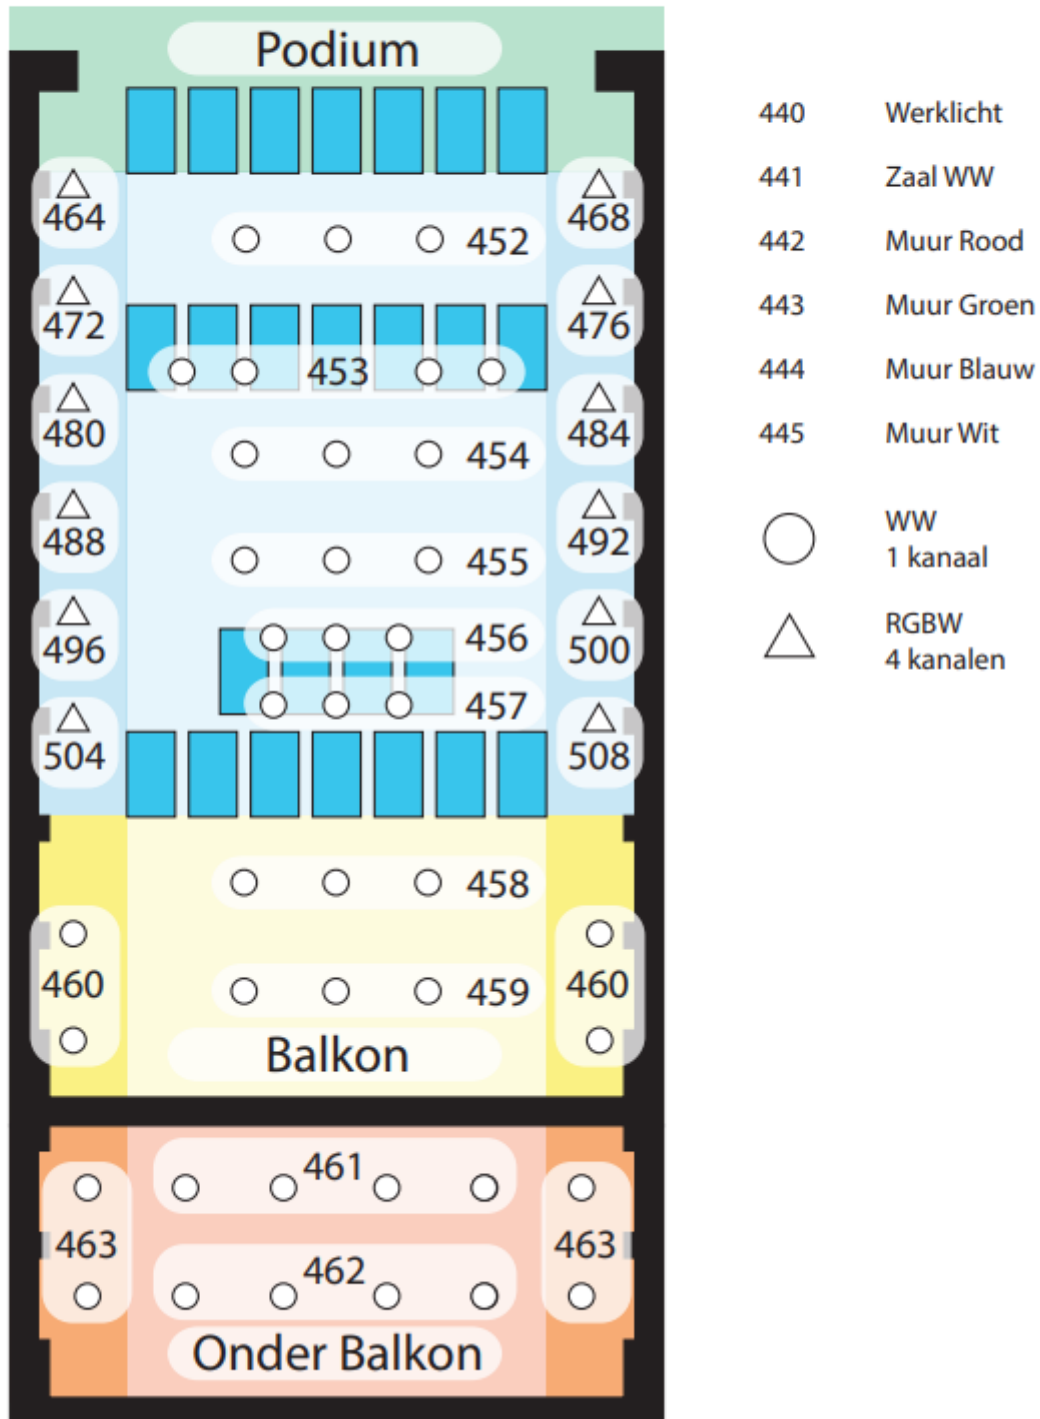 Podium
464
468
452
472
476
453
480
484
454
488
492
455
456
496
500
457
504
508
458
460
460
459
Balkon
461
463
463
462
Onder Balkon
440 Werklicht
441 Zaal WW
442 Muur Rood
443 Muur Groen
444 Muur Blauw
445 Muur Wit
WW
1 kanaal
RGBW
4 kanalen